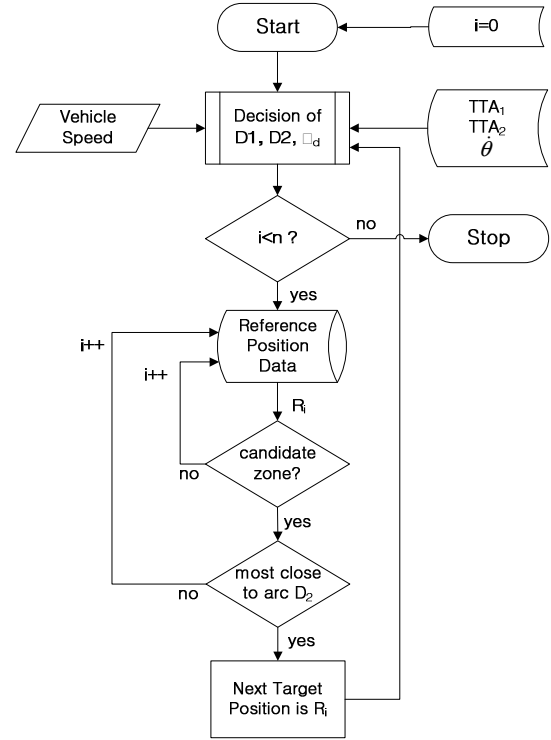 Start
i=0
Vehicle
Speed
Decision of
D1, D2, □d
TTA1
TTA2
θ̇
i<n ?
no
Stop
yes
Reference
Position
Data
i++
i++
Ri
candidate
zone?
no
yes
most close
to arc D2
no
yes
Next Target
Position is Ri